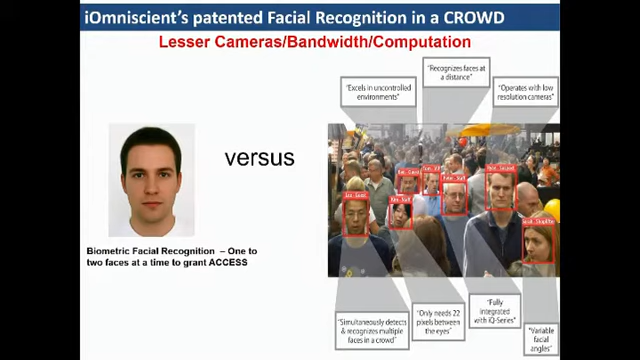 iOmniscient's patented Facial Recognition in a CROWD
Lesser Cameras/Bandwidth/Computation
"Recognizes faces at
a distance"
"Excels in uncontrolled
environments"
"Operates with low
resolution cameras"
versus
Biometric Facial Recognition – One to
two faces at a time to grant ACCESS
"Simultaneously detects
& recognizes multiple
faces in a crowd"
"Only needs 22
pixels between
the eyes"
"Fully
integrated
with iQ-Series"
"Variable
facial
angles"